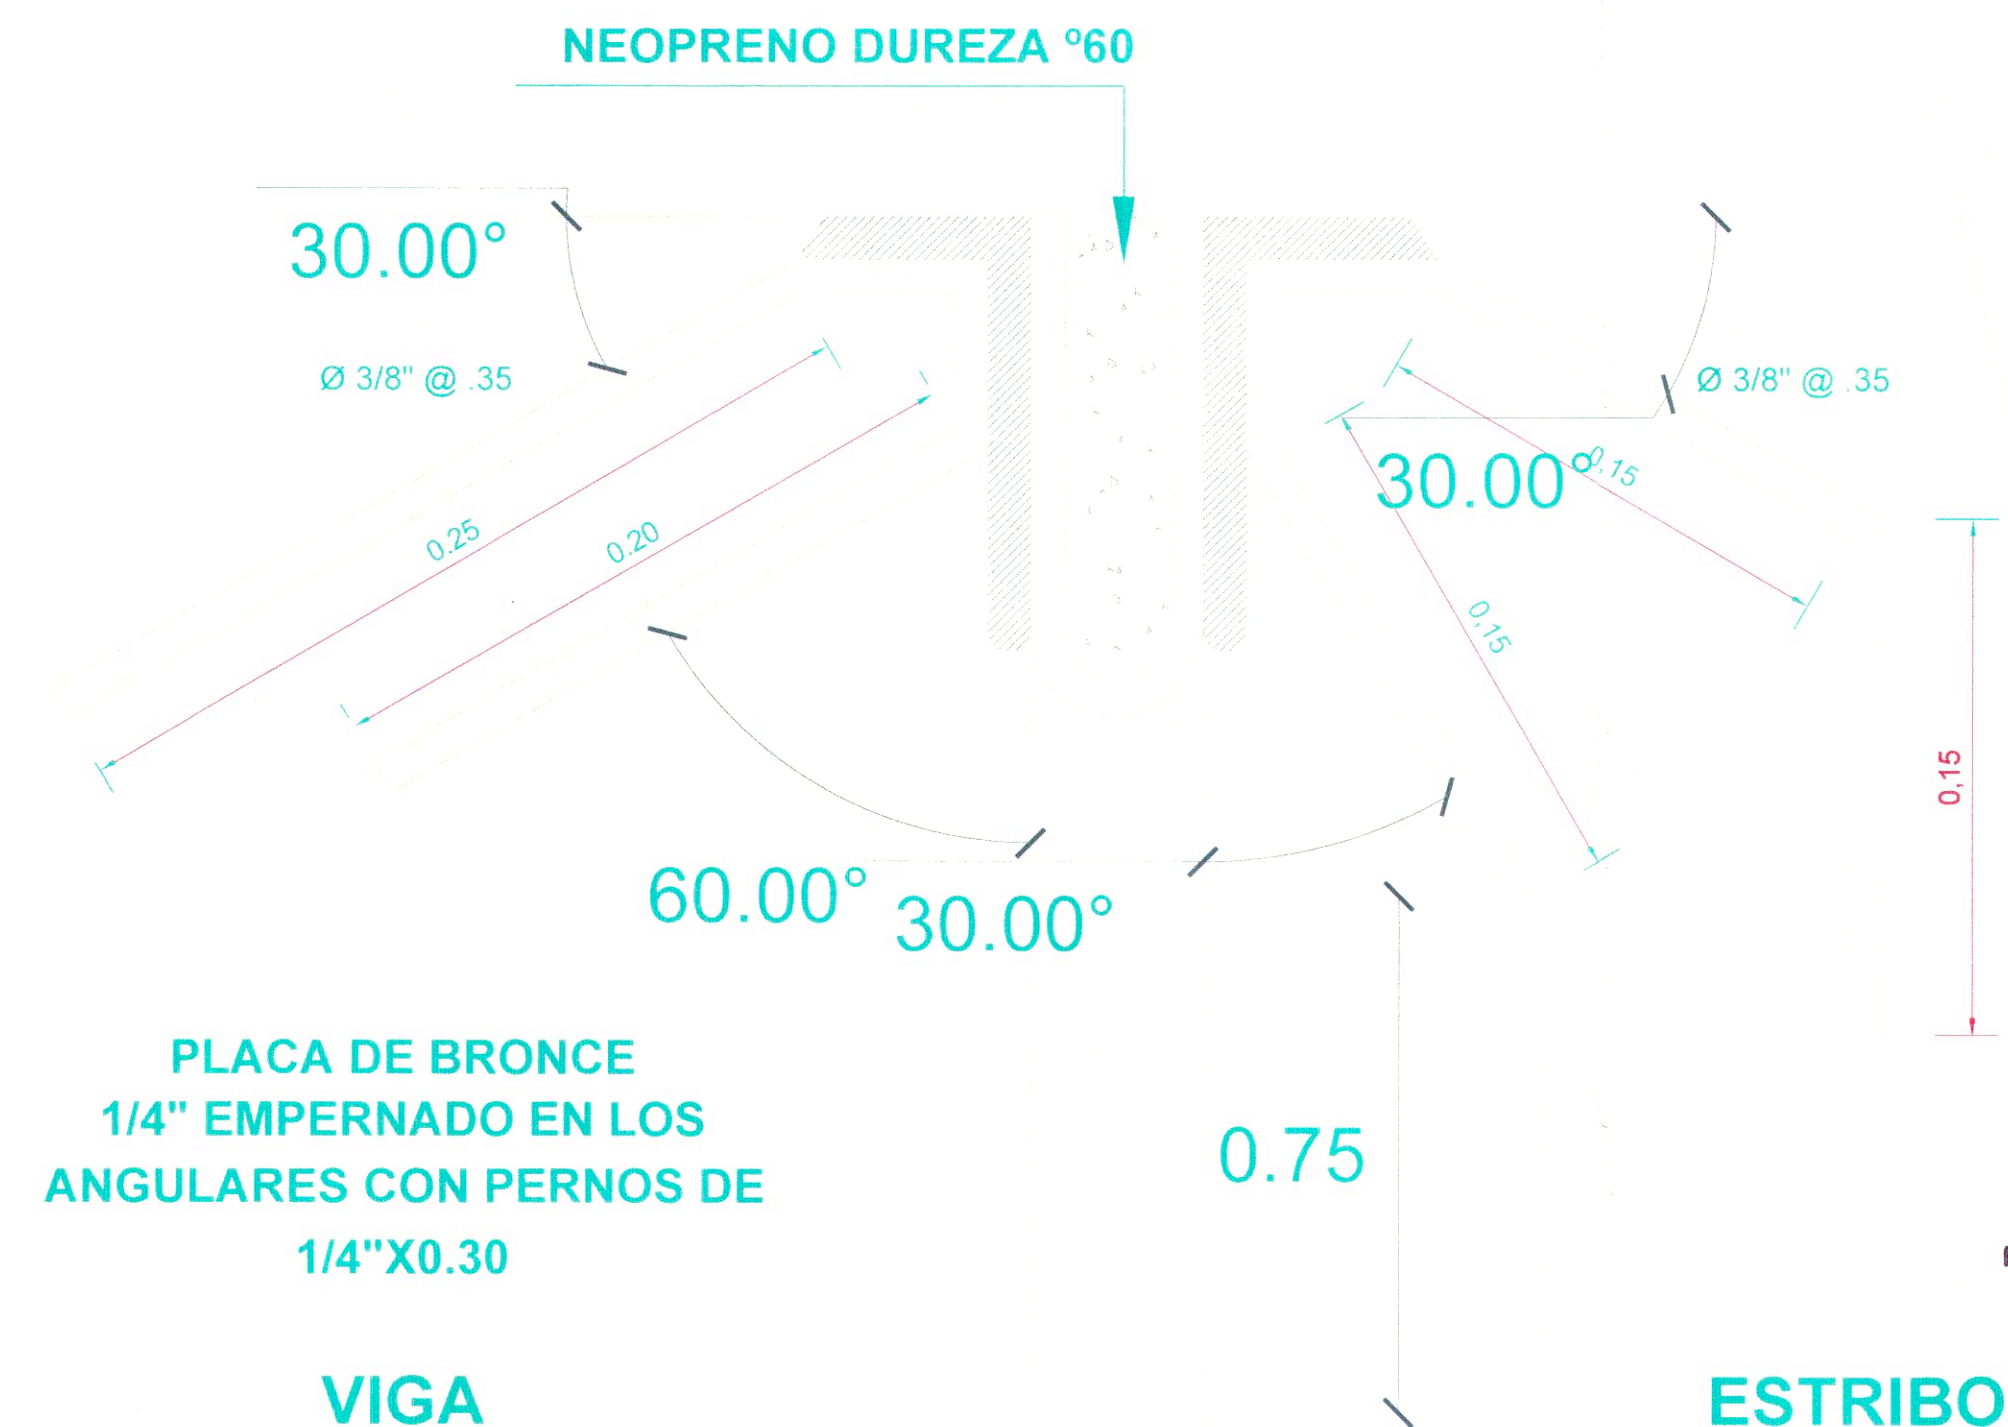 NEOPRENO DUREZA º60
30.00°
Ø 3/8" @ .35
Ø 3/8" @ .35
30.00°
0,15
0.25
0.20
0,15
0,15
60.00°
30.00°
PLACA DE BRONCE
1/4" EMPERNADO EN LOS
ANGULARES CON PERNOS DE
1/4"X0.30
0.75
VIGA
ESTRIBO